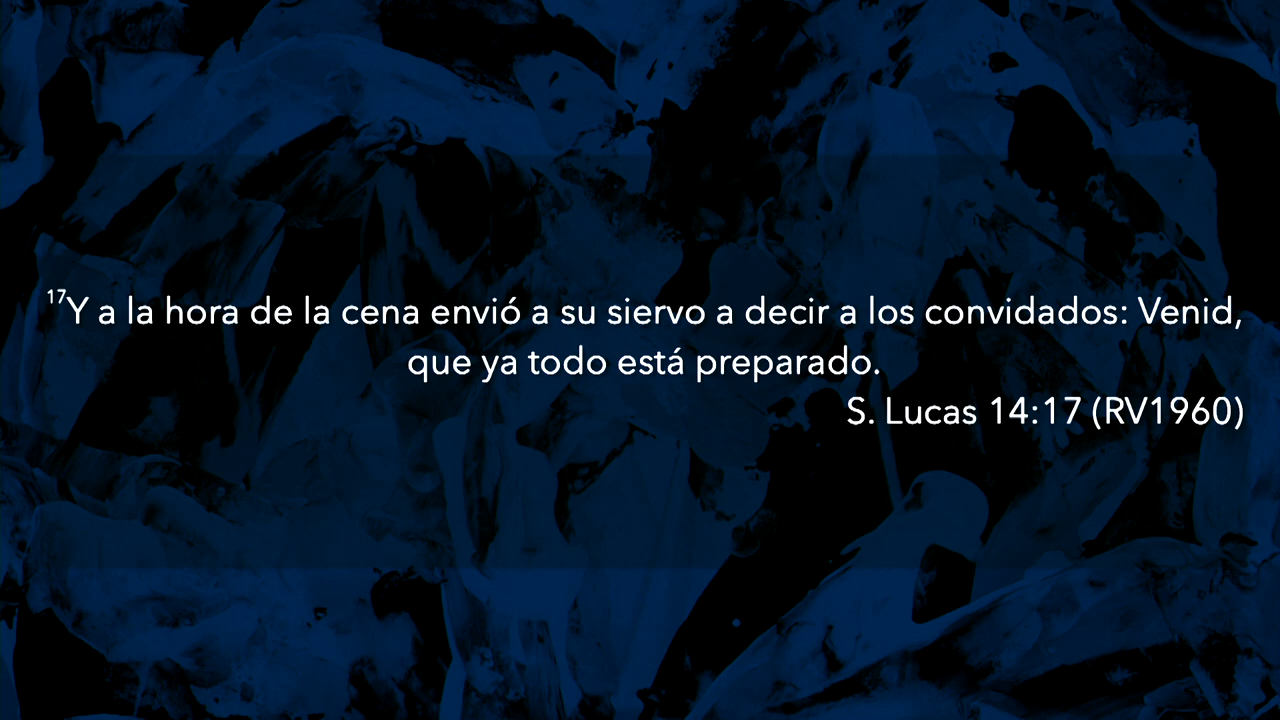 ¹⁷Y a la hora de la cena envió a su siervo a decir a los convidados: Venid,
que ya todo está preparado.
S. Lucas 14:17 (RV1960)